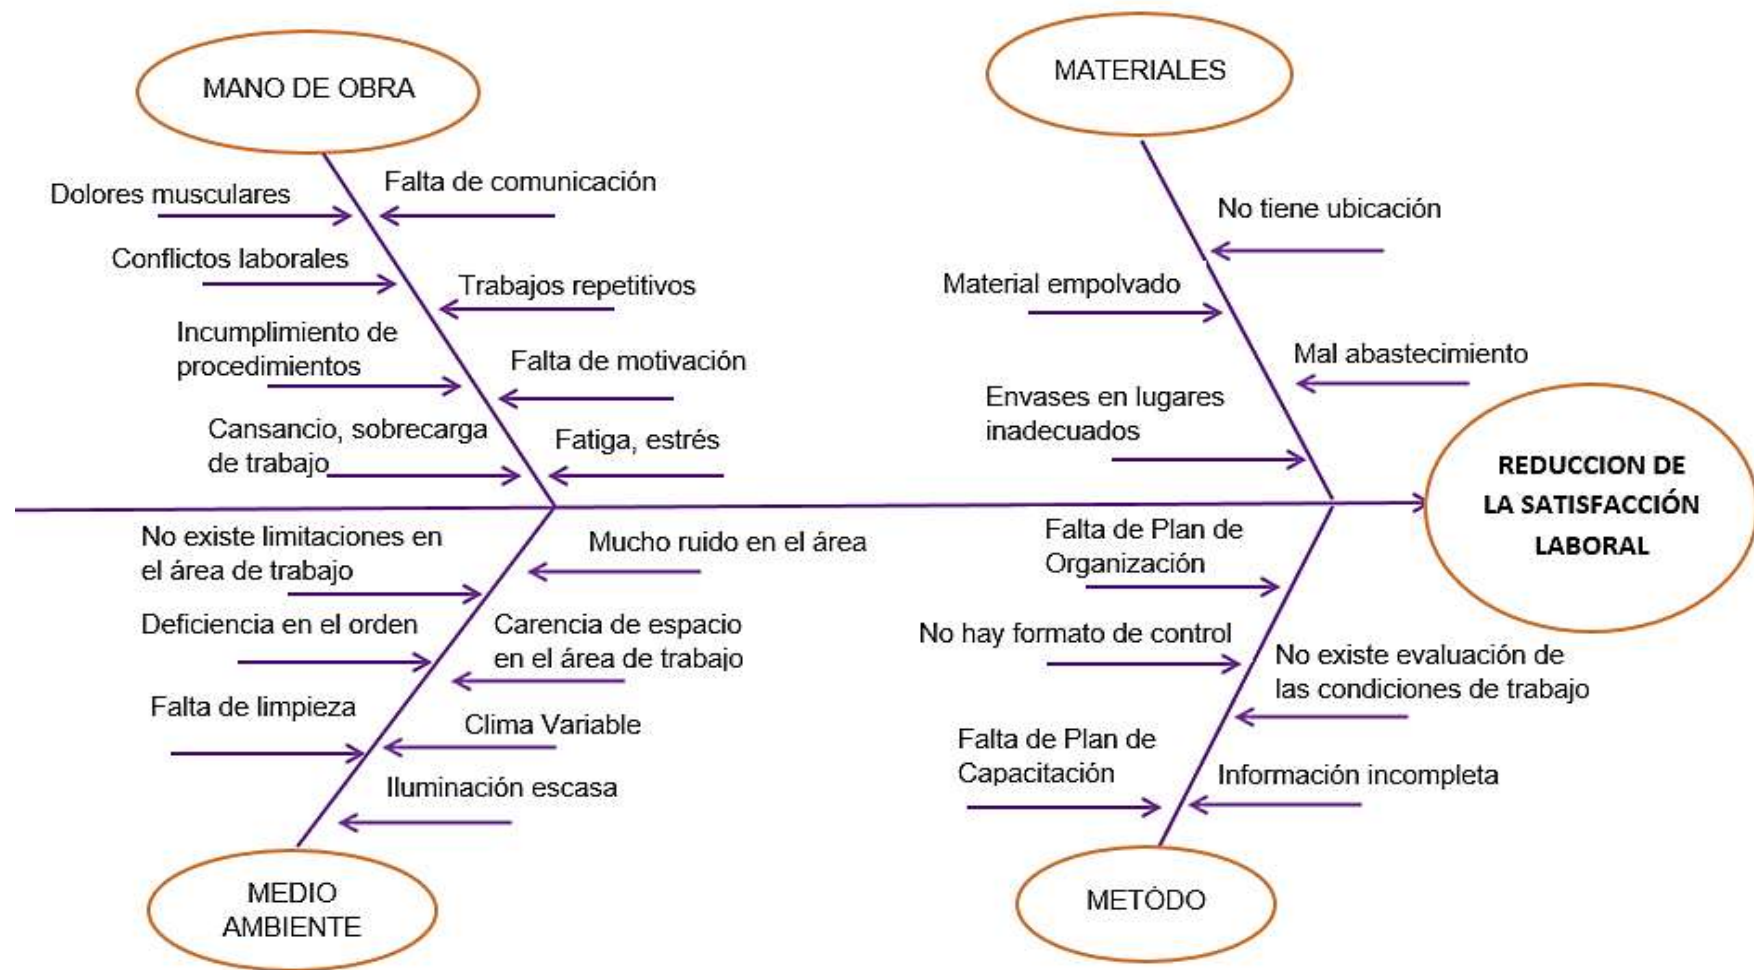 MANO DE OBRA
MATERIALES
Dolores musculares
Falta de comunicación
Conflictos laborales
Trabajos repetitivos
Incumplimiento de
procedimientos
Falta de motivación
Cansancio, sobrecarga
de trabajo
Fatiga, estrés
No tiene ubicación
Material empolvado
Mal abastecimiento
Envases en lugares
inadecuados
REDUCCION DE
LA SATISFACCIÓN
LABORAL
No existe limitaciones en
el área de trabajo
Mucho ruido en el área
Deficiencia en el orden
Carencia de espacio
en el área de trabajo
Falta de limpieza
Clima Variable
Iluminación escasa
Falta de Plan de
Organización
No hay formato de control
No existe evaluación de
las condiciones de trabajo
Falta de Plan de
Capacitación
Información incompleta
MEDIO
AMBIENTE
METÓDO